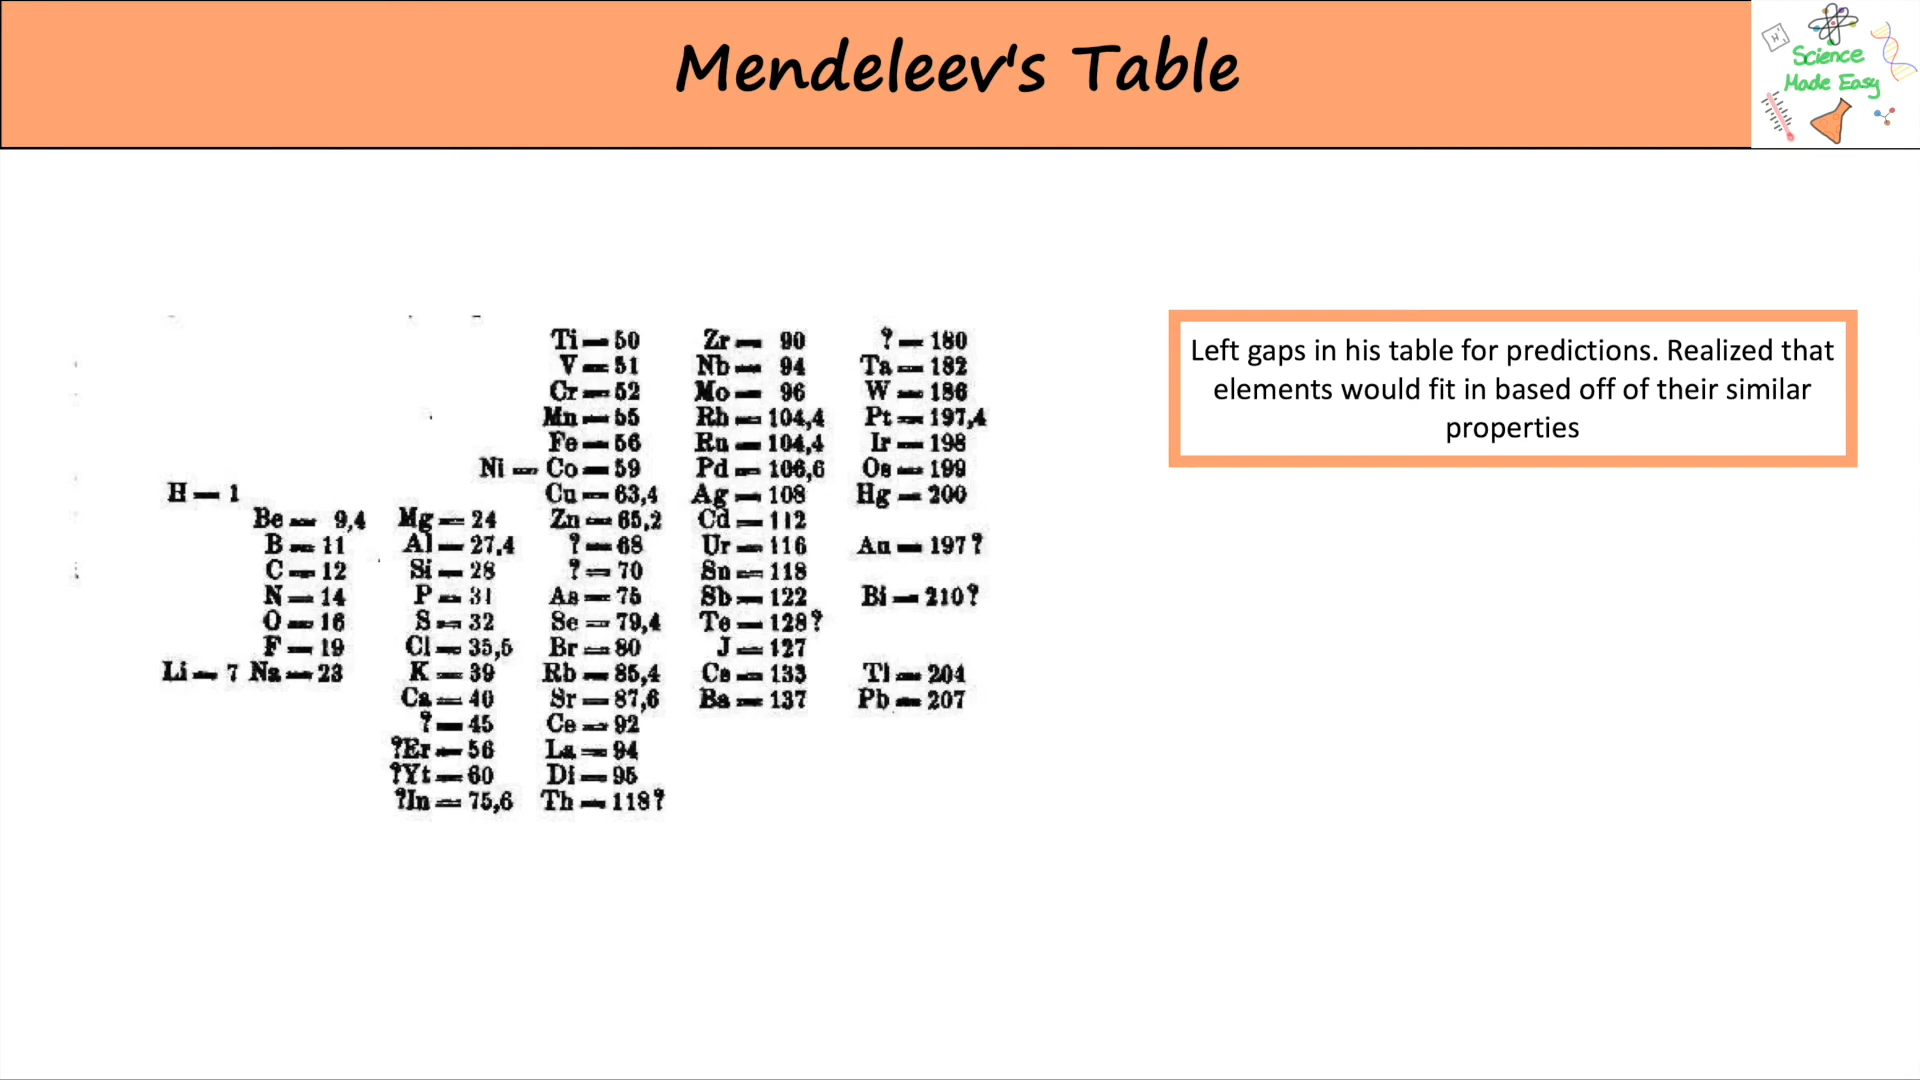 Mendeleev's Table
Science
Made Easy
Ti — 50 Zr — 90 ? — 180
V — 51 Nb — 94 Ta — 182
Cr — 52 Mo — 96 W — 186
Mn — 55 Rh — 104,4 Pt — 197,4
Fe — 56 Ru — 104,4 Ir — 198
Ni — Co — 59 Pd — 106,6 Os — 199
H — 1 Cu — 63,4 Ag — 108 Hg — 200
Be — 9,4 Mg — 24 Zn — 65,2 Cd — 112
B — 11 Al — 27,4 ? — 68 Ur — 116 Au — 197?
C — 12 Si — 28 ? — 70 Sn — 118
N — 14 P — 31 As — 75 Sb — 122 Bi — 210?
O — 16 S — 32 Se — 79,4 Te — 128?
F — 19 Cl — 35,5 Br — 80 J — 127
Li — 7 Na — 23 K — 39 Rb — 85,4 Cs — 133 Tl — 204
Ca — 40 Sr — 87,6 Ba — 137 Pb — 207
? — 45 Ce — 92
?Er — 56 La — 94
?Yt — 60 Di — 95
?In — 75,6 Th — 118?
Left gaps in his table for predictions. Realized that
elements would fit in based off of their similar
properties